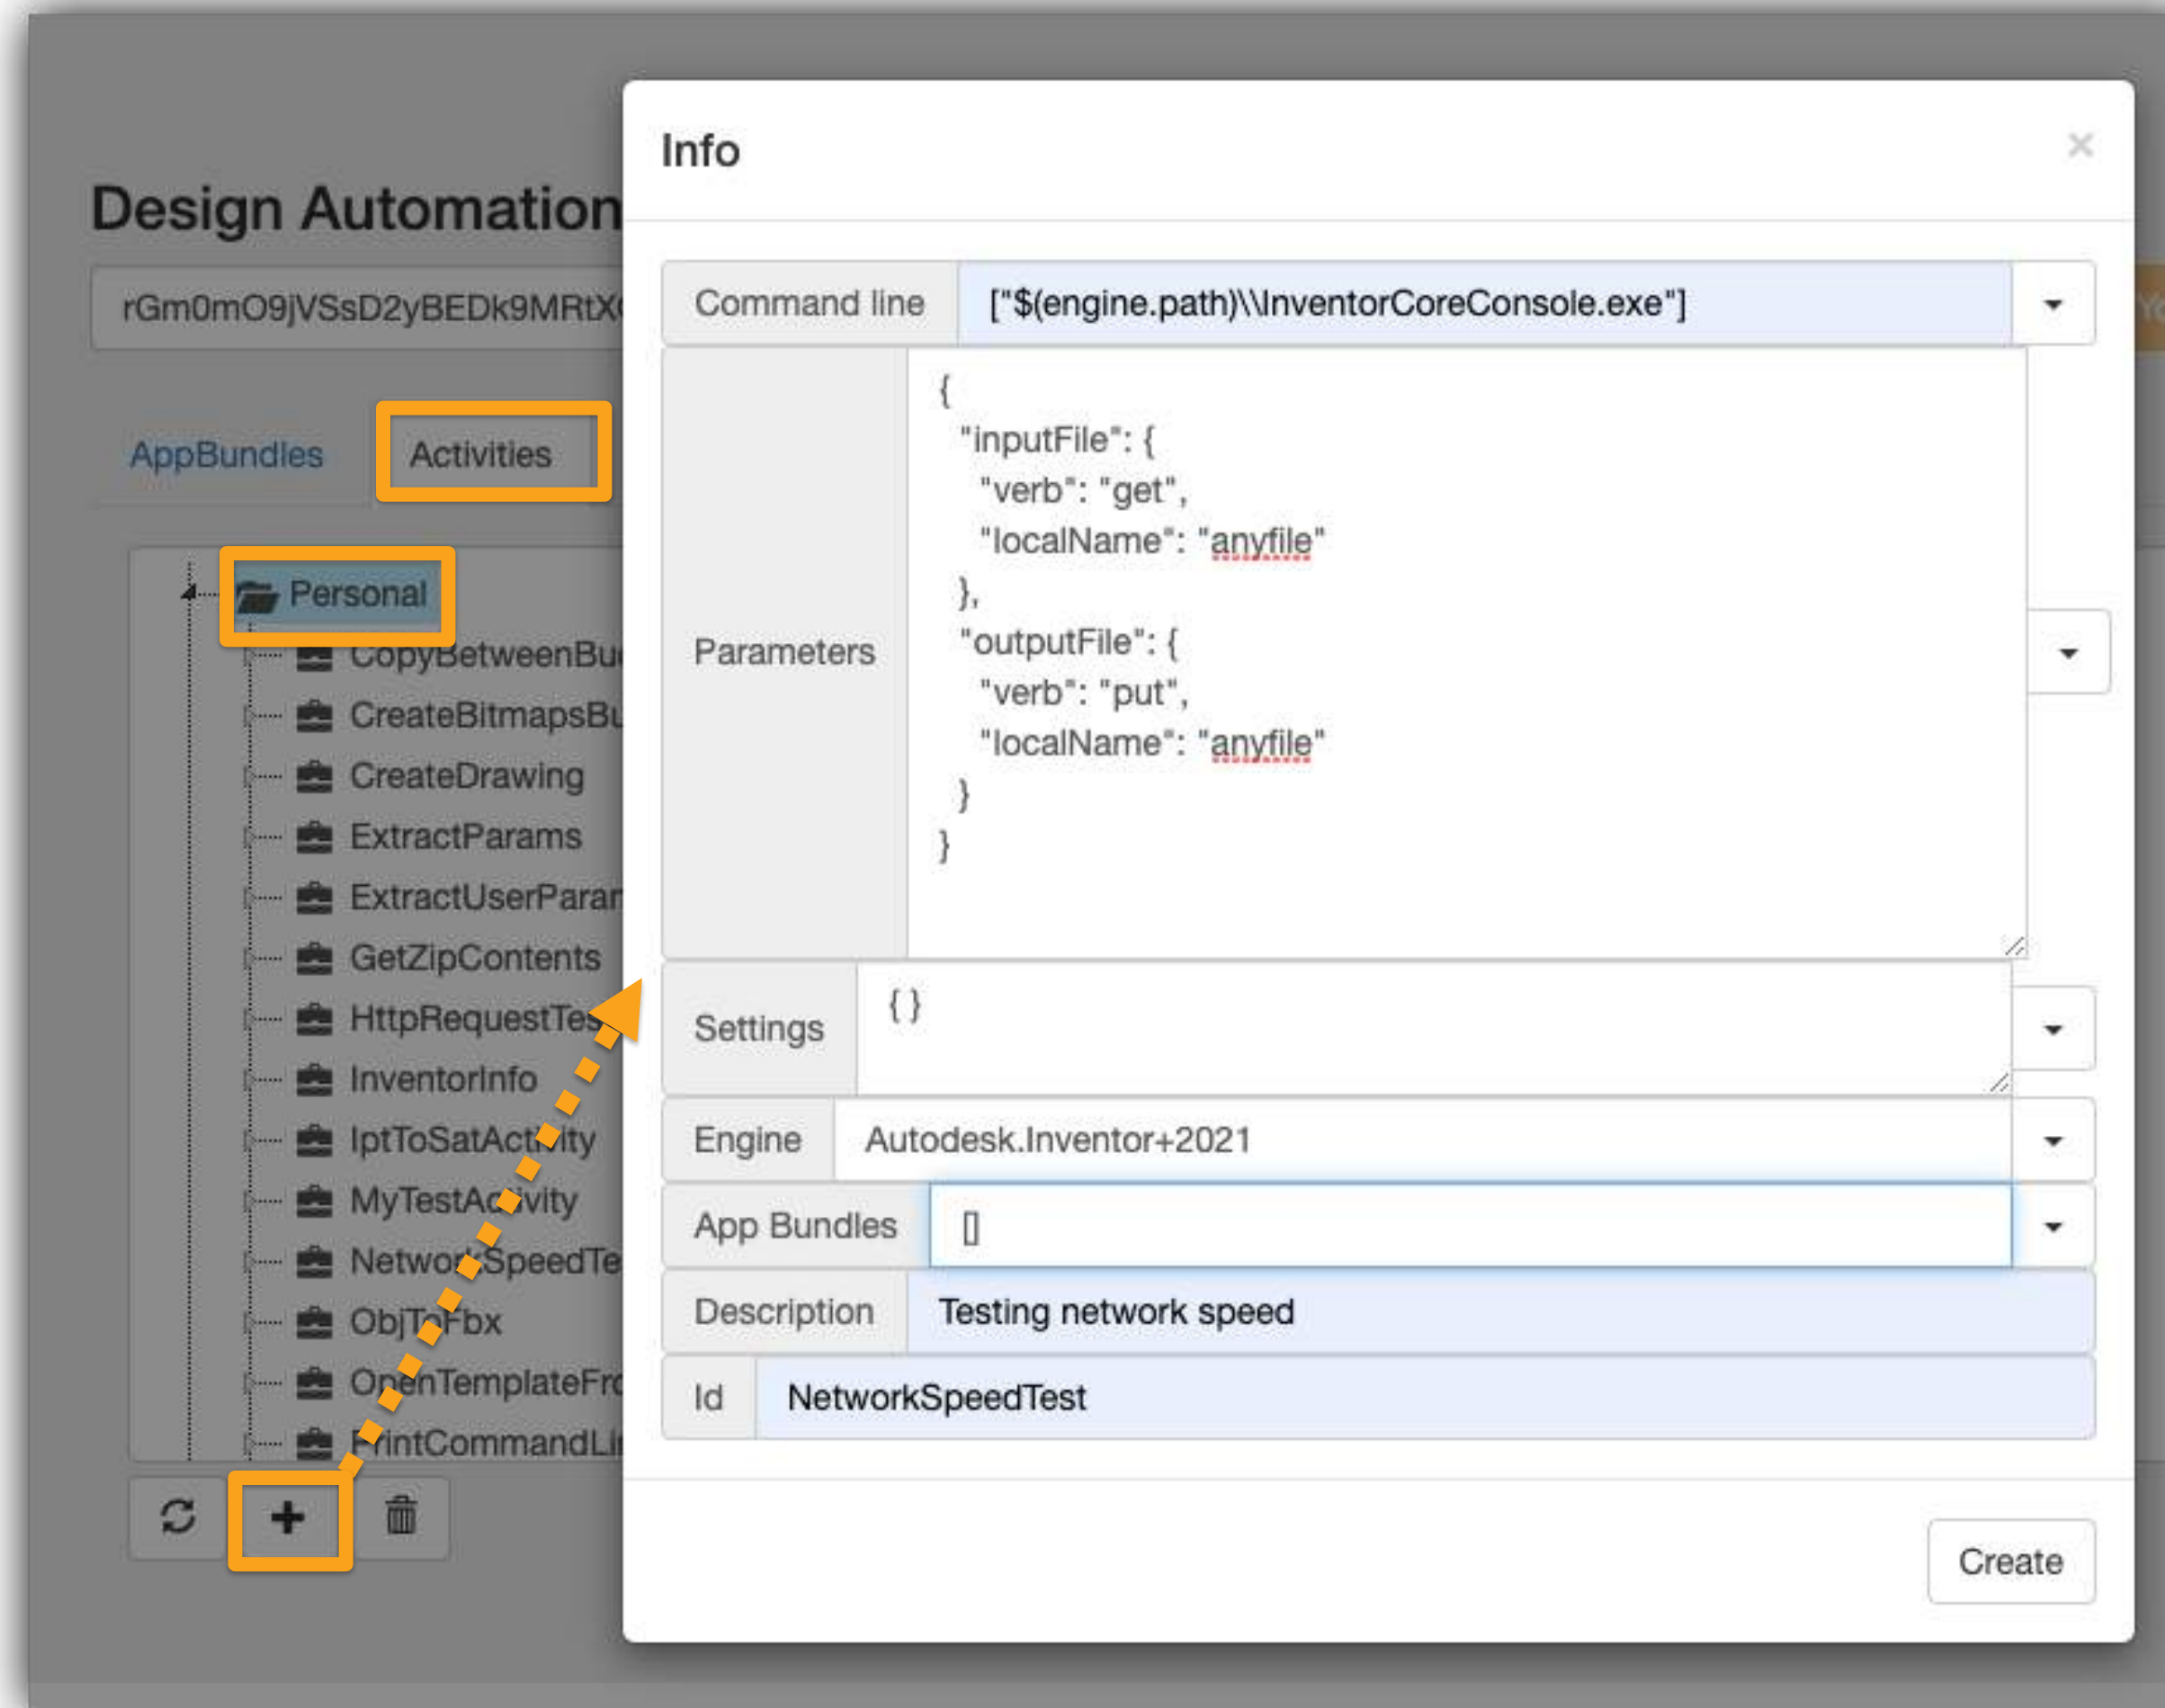 Design Automation
rGm0mO9jVSsD2yBEDk9MRtX
AppBundles
Activities
Personal
CopyBetweenBu
CreateBitmapsBu
CreateDrawing
ExtractParams
ExtractUserParam
GetZipContents
HttpRequestTes
InventorInfo
IptToSatActivity
MyTestActivity
NetworkSpeedTe
ObjToFbx
OpenTemplateFro
PrintCommandLi
Info
×
Command line
["$(engine.path)\\InventorCoreConsole.exe"]
Parameters
{
"inputFile": {
"verb": "get",
"localName": "anyfile"
},
"outputFile": {
"verb": "put",
"localName": "anyfile"
}
}
Settings
{ }
Engine
Autodesk.Inventor+2021
App Bundles
[]
Description
Testing network speed
Id
NetworkSpeedTest
Create